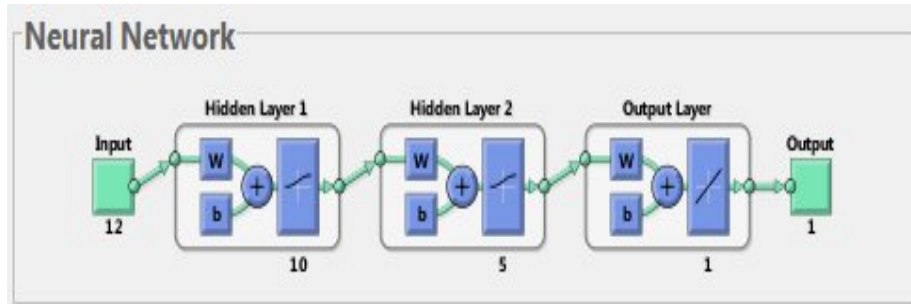 Neural Network
Hidden Layer 1 Hidden Layer 2 Output Layer
Input Output
W W W
+ + +
b b b
12 1
10 5 1